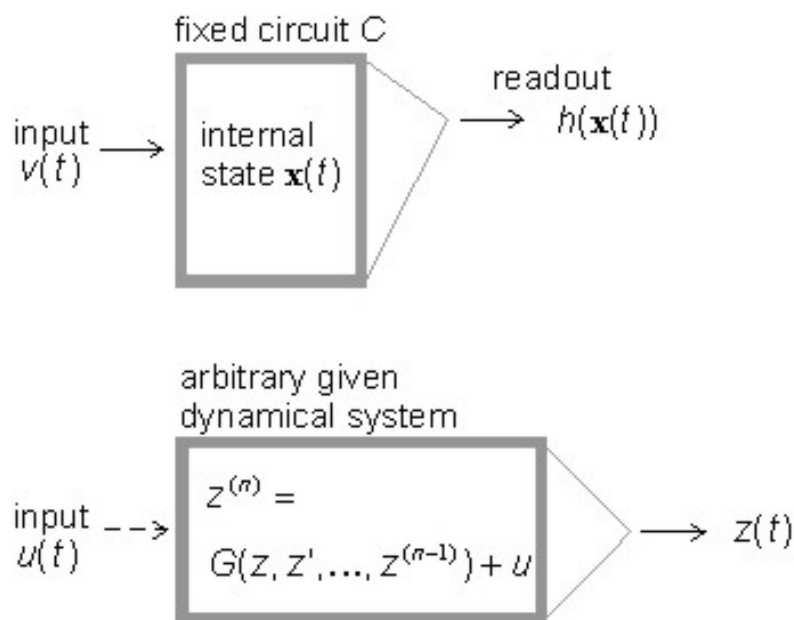 fixed circuit C
input
v(t)
internal
state x(t)
readout
h(x(t))
arbitrary given
dynamical system
input
u(t)
z⁽ⁿ⁾ =
G(z, z', ..., z⁽ⁿ⁻¹⁾) + u
z(t)